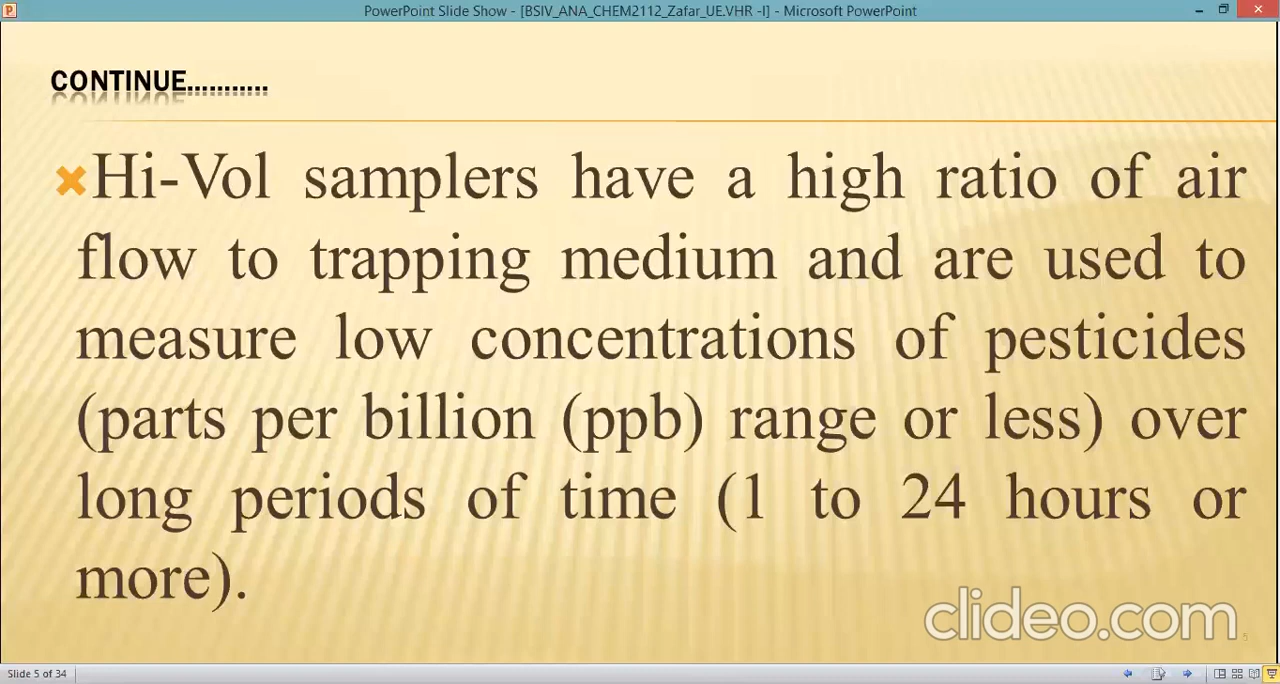 PowerPoint Slide Show - [BSIV_ANA_CHEM2112_Zafar_UE.VHR -I] - Microsoft PowerPoint
CONTINUE...........
Hi-Vol samplers have a high ratio of air
flow to trapping medium and are used to
measure low concentrations of pesticides
(parts per billion (ppb) range or less) over
long periods of time (1 to 24 hours or
more).
clideo.com
5
Slide 5 of 34